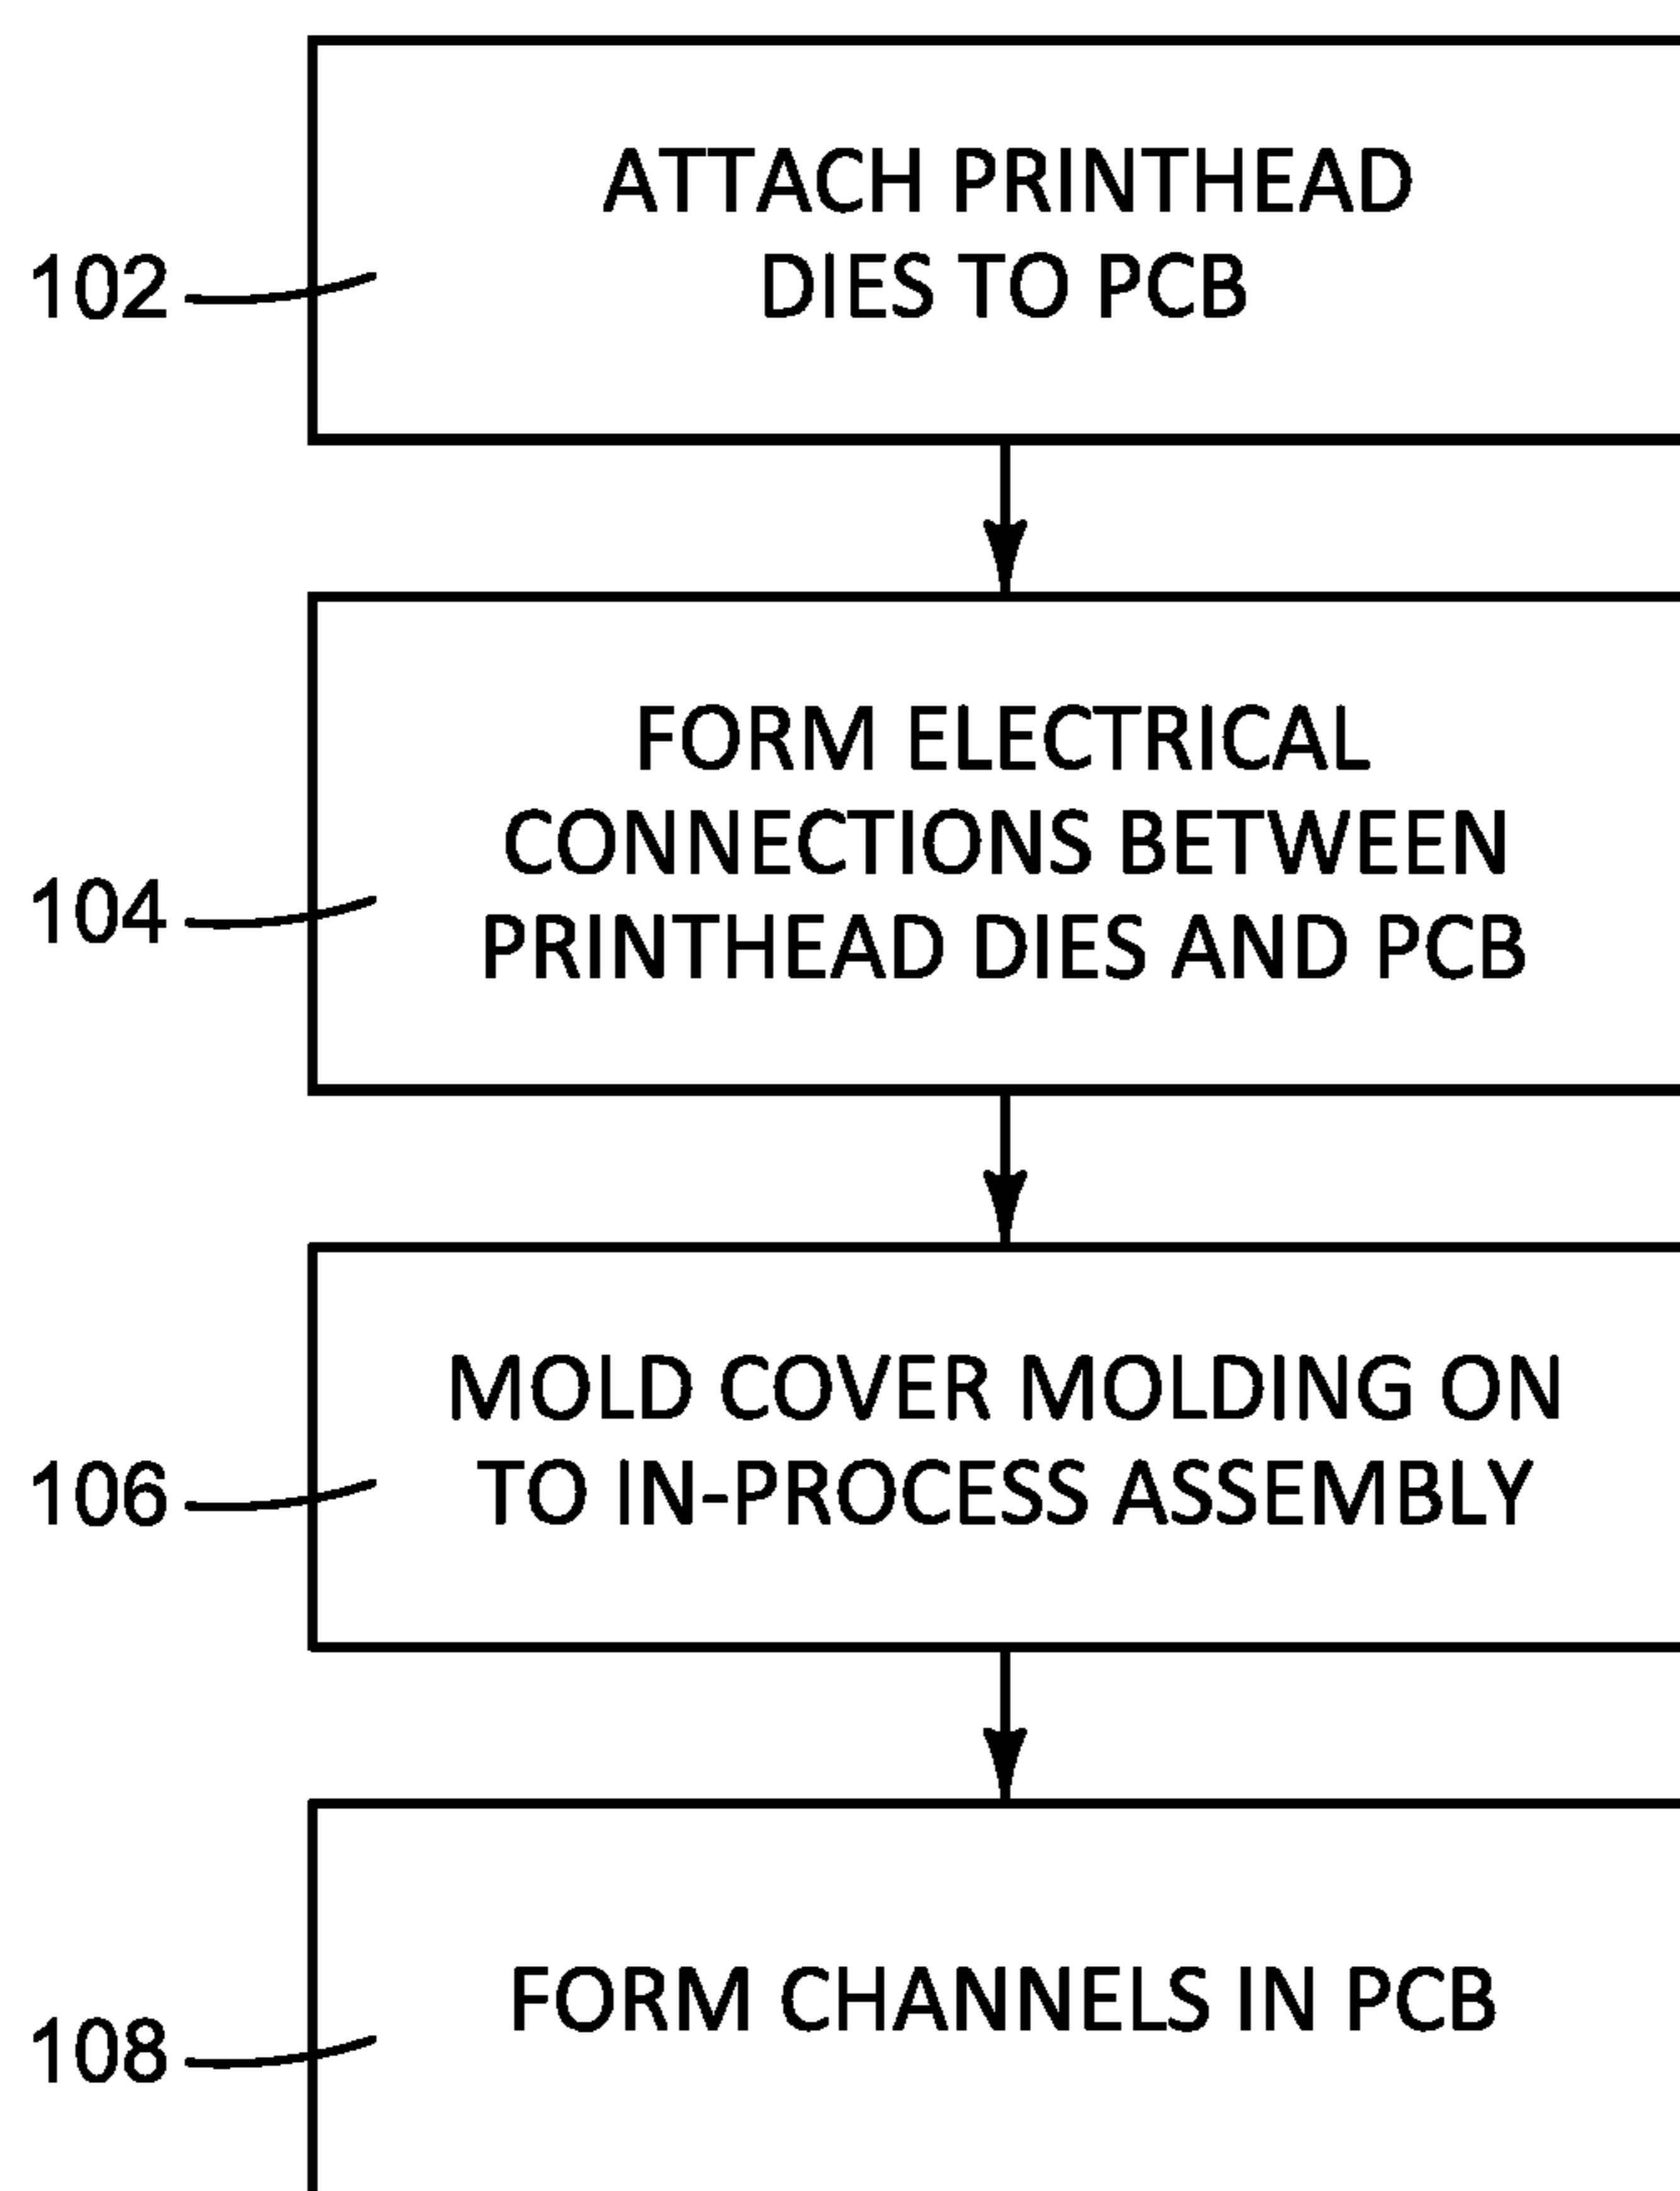 ATTACH PRINTHEAD
DIES TO PCB
102
FORM ELECTRICAL
CONNECTIONS BETWEEN
PRINTHEAD DIES AND PCB
104
MOLD COVER MOLDING ON
TO IN-PROCESS ASSEMBLY
106
FORM CHANNELS IN PCB
108